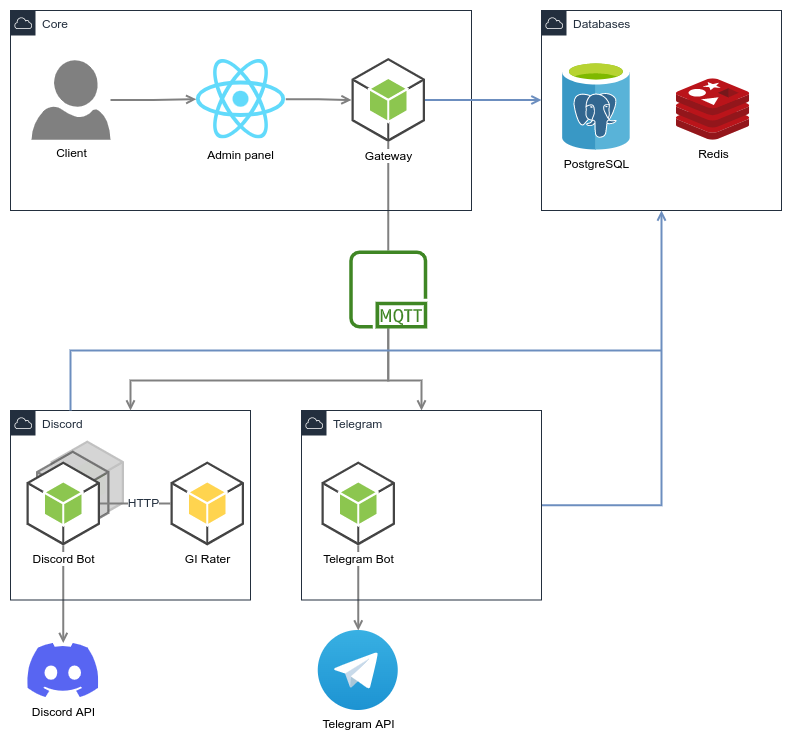 Core
Databases
Client
Admin panel
Gateway
PostgreSQL
Redis
MQTT
Discord
Telegram
HTTP
Discord Bot
GI Rater
Telegram Bot
Discord API
Telegram API